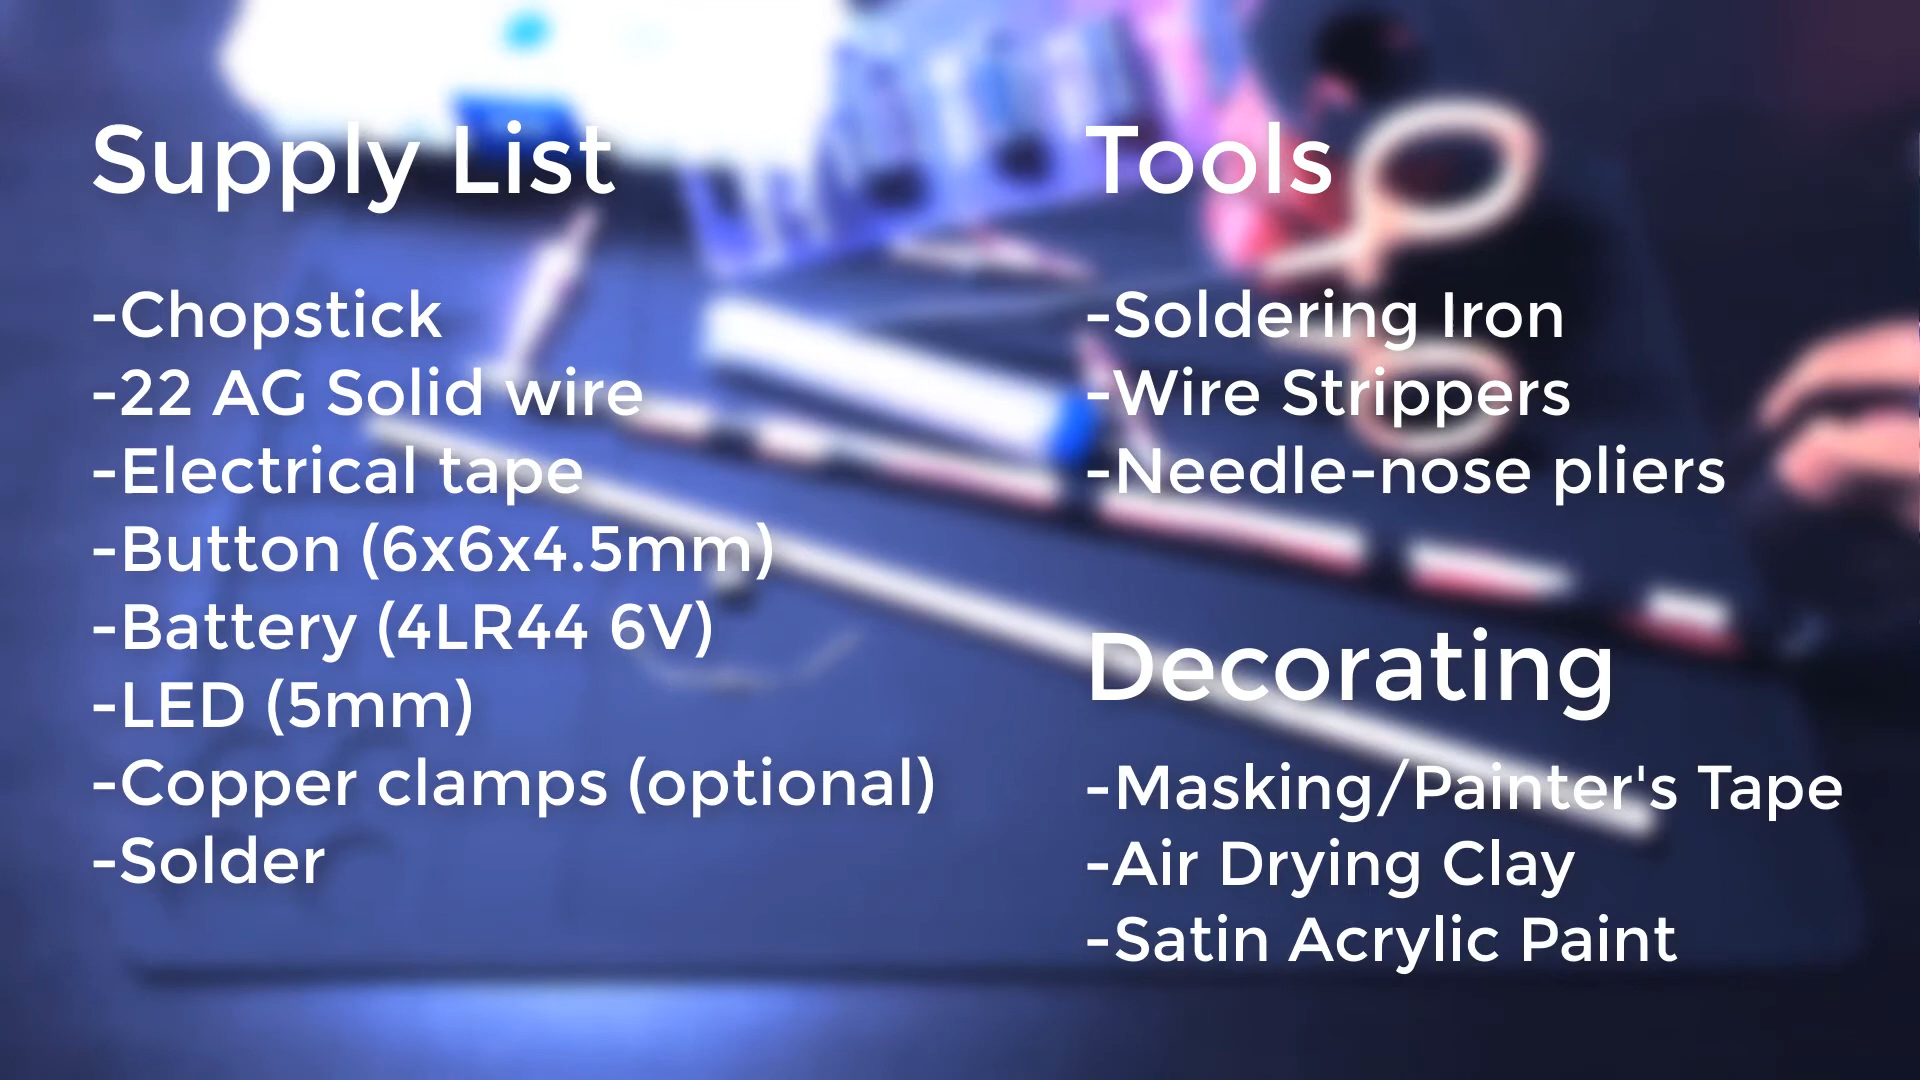 Supply List
-Chopstick
-22 AG Solid wire
-Electrical tape
-Button (6x6x4.5mm)
-Battery (4LR44 6V)
-LED (5mm)
-Copper clamps (optional)
-Solder
Tools
-Soldering Iron
-Wire Strippers
-Needle-nose pliers
Decorating
-Masking/Painter's Tape
-Air Drying Clay
-Satin Acrylic Paint